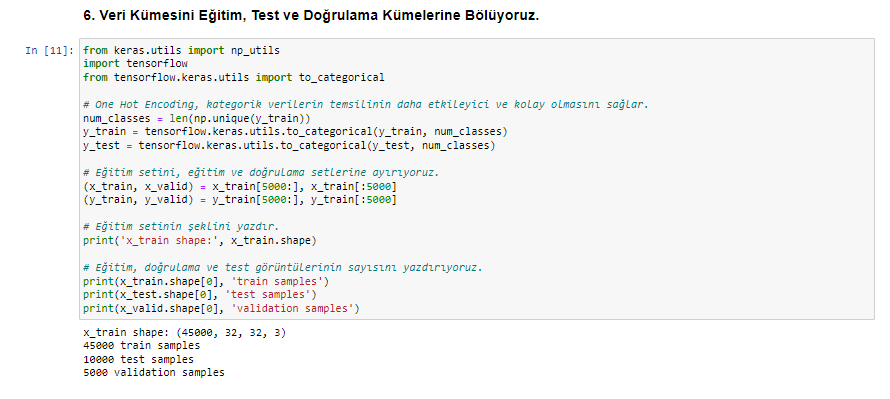 6. Veri Kümesini Eğitim, Test ve Doğrulama Kümelerine Bölüyoruz.
In [11]: from keras.utils import np_utils
import tensorflow
from tensorflow.keras.utils import to_categorical
# One Hot Encoding, kategorik verilerin temsilinin daha etkileyici ve kolay olmasını sağlar.
num_classes = len(np.unique(y_train))
y_train = tensorflow.keras.utils.to_categorical(y_train, num_classes)
y_test = tensorflow.keras.utils.to_categorical(y_test, num_classes)
# Eğitim setini, eğitim ve doğrulama setlerine ayırıyoruz.
(x_train, x_valid) = x_train[5000:], x_train[:5000]
(y_train, y_valid) = y_train[5000:], y_train[:5000]
# Eğitim setinin şeklini yazdır.
print('x_train shape:', x_train.shape)
# Eğitim, doğrulama ve test görüntülerinin sayısını yazdırıyoruz.
print(x_train.shape[0], 'train samples')
print(x_test.shape[0], 'test samples')
print(x_valid.shape[0], 'validation samples')
x_train shape: (45000, 32, 32, 3)
45000 train samples
10000 test samples
5000 validation samples